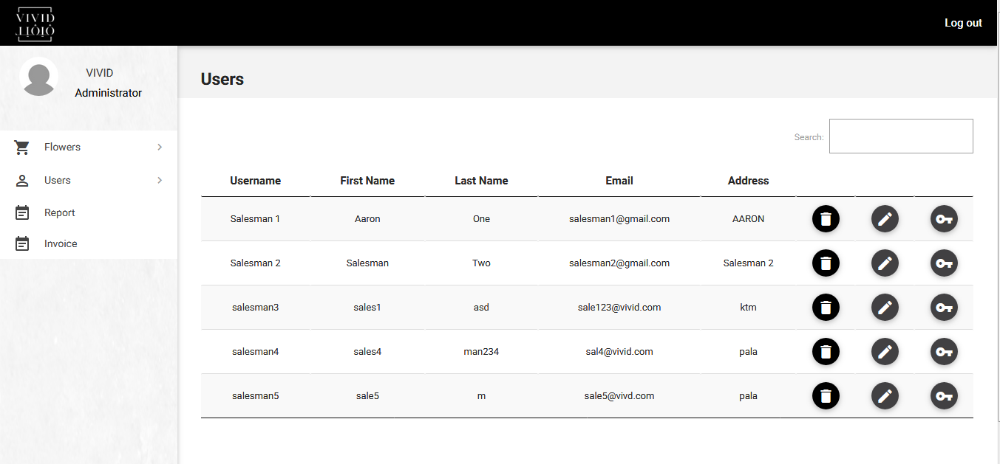 VIVID
Log out
VIVID
Administrator
Flowers
Users
Report
Invoice
Users
Search:
Username First Name Last Name Email Address
Salesman 1 Aaron One salesman1@gmail.com AARON
Salesman 2 Salesman Two salesman2@gmail.com Salesman 2
salesman3 sales1 asd sale123@vivid.com ktm
salesman4 sales4 man234 sal4@vivid.com pala
salesman5 sale5 m sale5@vivd.com pala